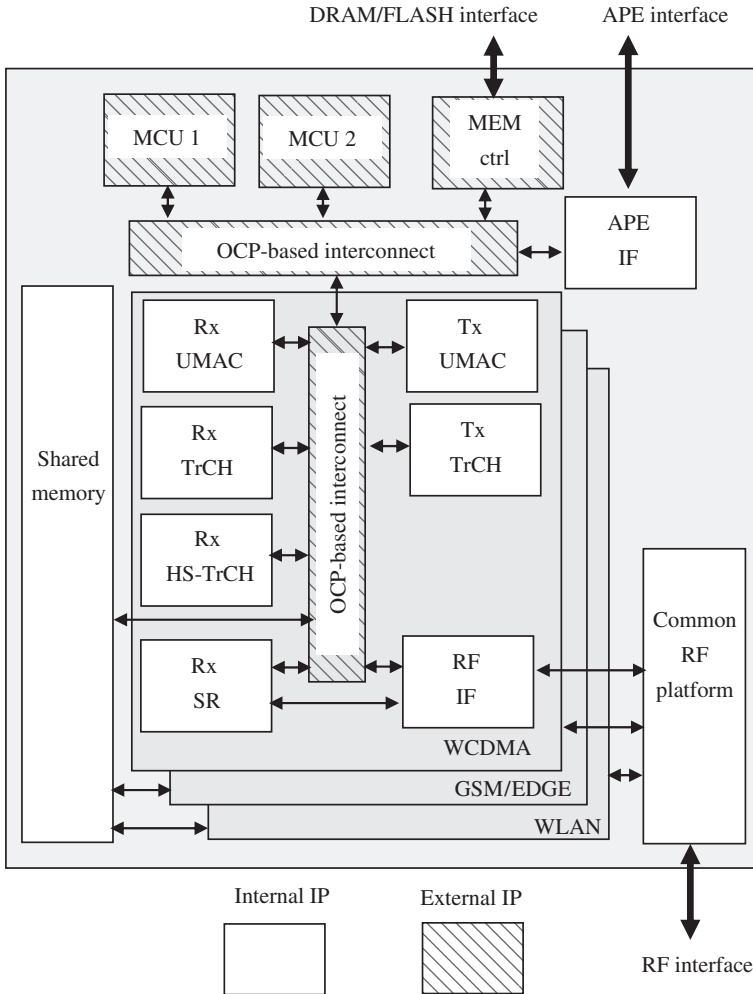 DRAM/FLASH interface
APE interface
MCU 1
MCU 2
MEM
ctrl
OCP-based interconnect
APE
IF
Rx
UMAC
Tx
UMAC
Rx
TrCH
Tx
TrCH
OCP-based interconnect
Shared
memory
Rx
HS-TrCH
Rx
SR
RF
IF
Common
RF
platform
WCDMA
GSM/EDGE
WLAN
Internal IP
External IP
RF interface